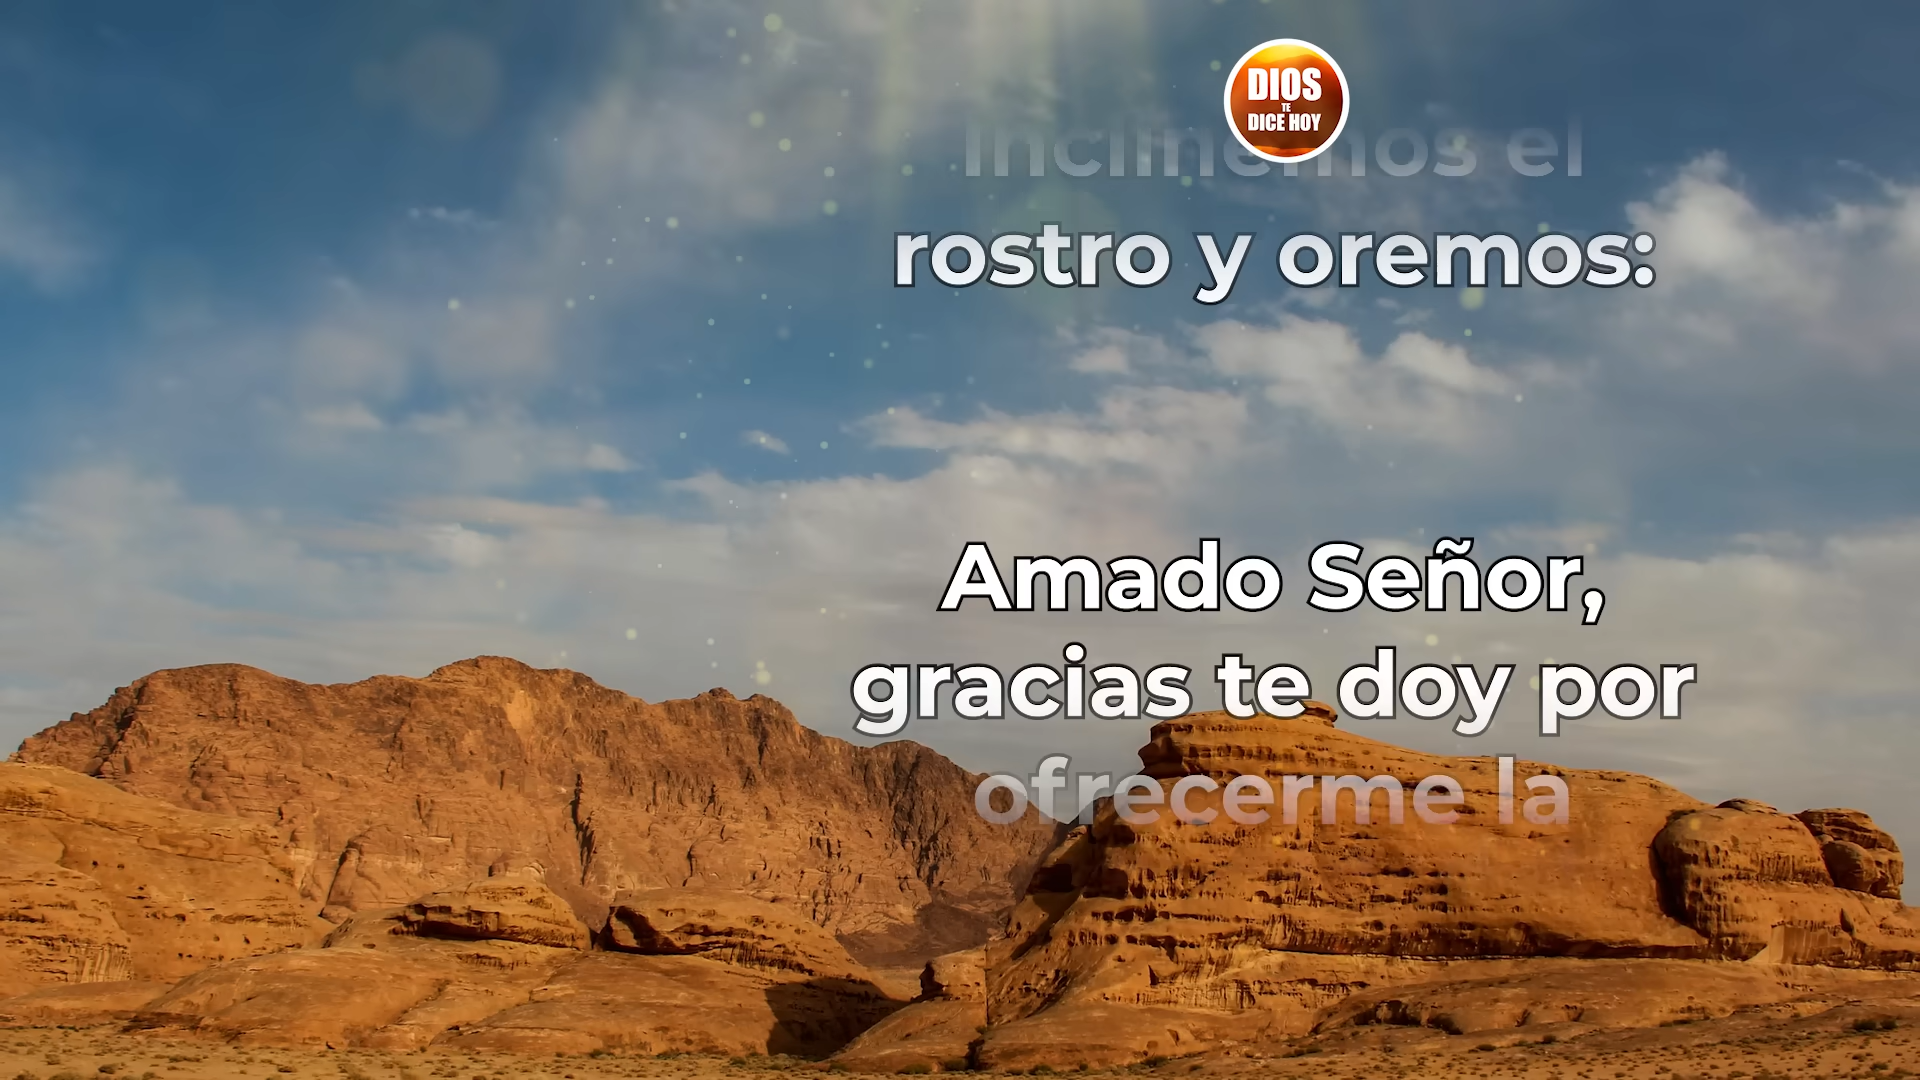 DIOS
TE
DICE HOY
Inclinemos el
rostro y oremos:
Amado Señor,
gracias te doy por
ofrecerme la